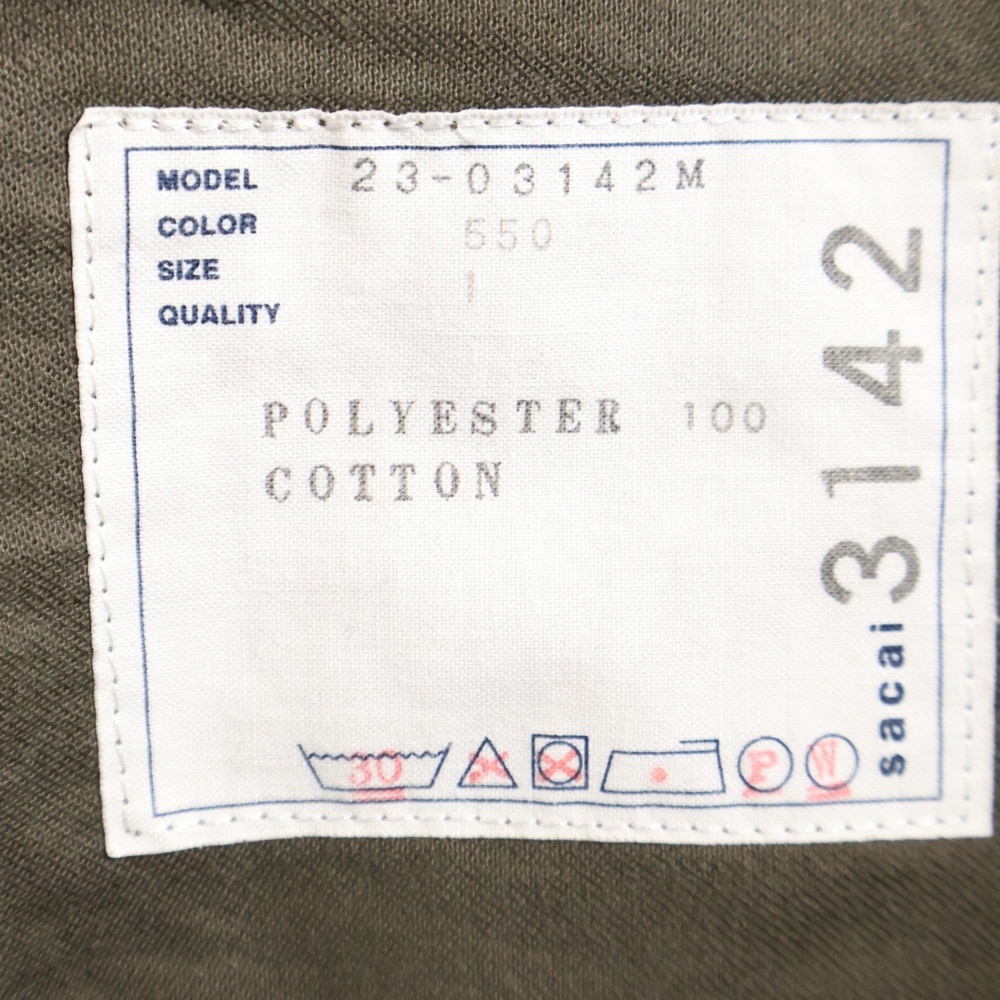 MODEL 23-03142M
COLOR 550
SIZE 1
QUALITY
POLYESTER 100
COTTON
30
P
W
sacai 3142